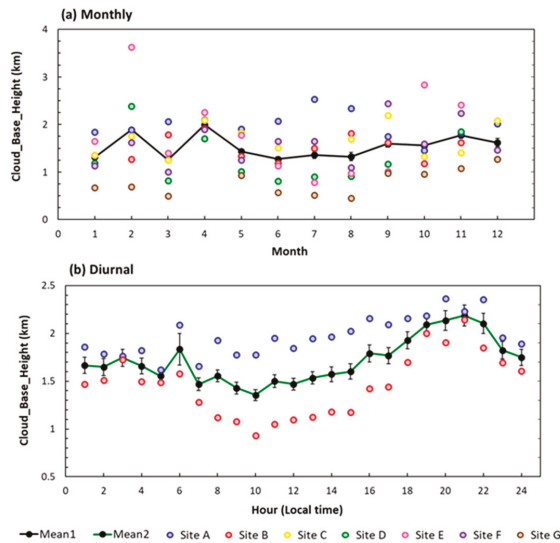 (a) Monthly
4
3
2
1
0
Cloud_Base_Height (km)
0 1 2 3 4 5 6 7 8 9 10 11 12
Month
(b) Diurnal
2.5
2
1.5
1
0.5
Cloud_Base_Height (km)
0 2 4 6 8 10 12 14 16 18 20 22 24
Hour (Local time)
Mean1 Mean2 Site A Site B Site C Site D Site E Site F Site G